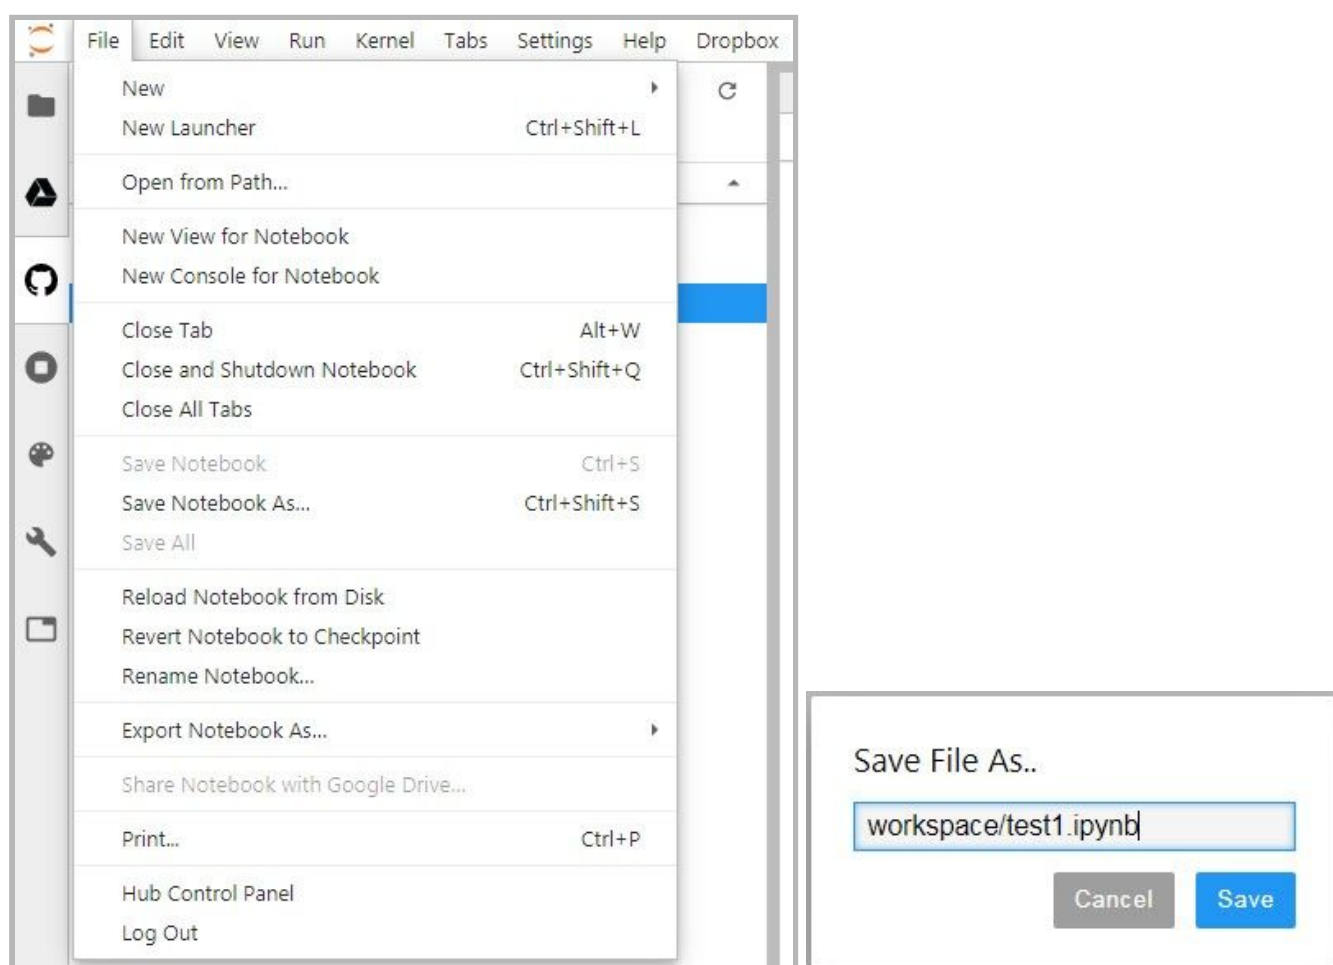 File Edit View Run Kernel Tabs Settings Help Dropbox
New
New Launcher Ctrl+Shift+L
Open from Path...
New View for Notebook
New Console for Notebook
Close Tab Alt+W
Close and Shutdown Notebook Ctrl+Shift+Q
Close All Tabs
Save Notebook Ctrl+S
Save Notebook As... Ctrl+Shift+S
Save All
Reload Notebook from Disk
Revert Notebook to Checkpoint
Rename Notebook...
Export Notebook As...
Share Notebook with Google Drive...
Print... Ctrl+P
Hub Control Panel
Log Out
Save File As..
workspace/test1.ipynb
Cancel Save